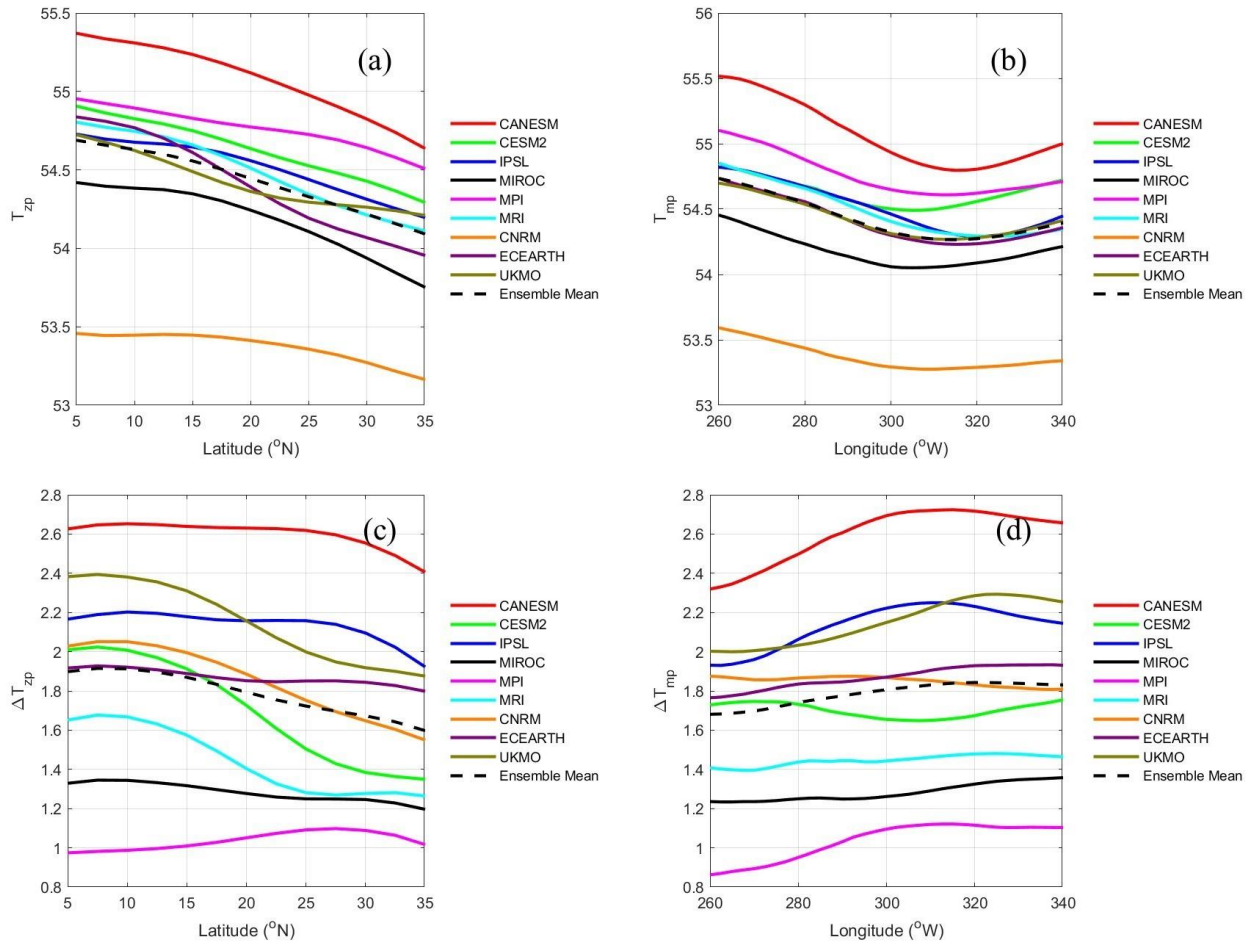 (a)
T_zp
55.5
55
54.5
54
53.5
53
5 10 15 20 25 30 35
Latitude (°N)
CANESM
CESM2
IPSL
MIROC
MPI
MRI
CNRM
ECEARTH
UKMO
Ensemble Mean
(b)
T_mp
56
55.5
55
54.5
54
53.5
53
260 280 300 320 340
Longitude (°W)
CANESM
CESM2
IPSL
MIROC
MPI
MRI
CNRM
ECEARTH
UKMO
Ensemble Mean
(c)
ΔT_zp
2.8
2.6
2.4
2.2
2
1.8
1.6
1.4
1.2
1
0.8
5 10 15 20 25 30 35
Latitude (°N)
CANESM
CESM2
IPSL
MIROC
MPI
MRI
CNRM
ECEARTH
UKMO
Ensemble Mean
(d)
ΔT_mp
2.8
2.6
2.4
2.2
2
1.8
1.6
1.4
1.2
1
0.8
260 280 300 320 340
Longitude (°W)
CANESM
CESM2
IPSL
MIROC
MPI
MRI
CNRM
ECEARTH
UKMO
Ensemble Mean